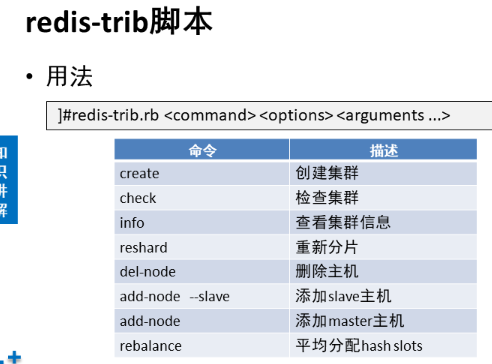 redis-trib脚本
• 用法
]#redis-trib.rb <command> <options> <arguments ...>
知识讲解
命令 描述
create 创建集群
check 检查集群
info 查看集群信息
reshard 重新分片
del-node 删除主机
add-node --slave 添加slave主机
add-node 添加master主机
rebalance 平均分配hash slots